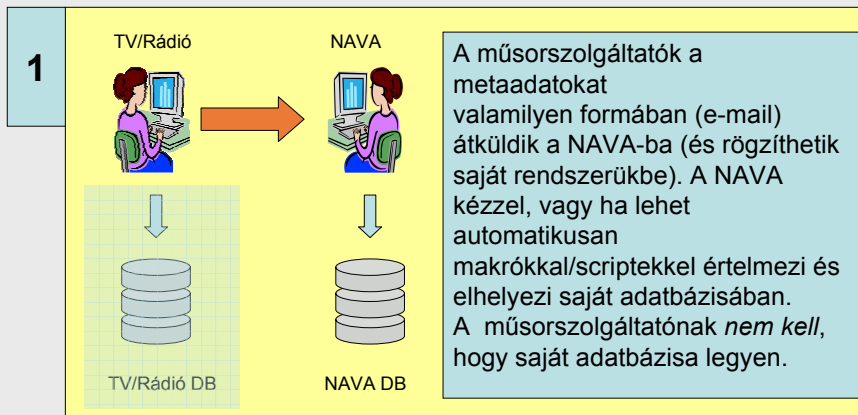 1
TV/Rádió
NAVA
TV/Rádió DB
NAVA DB
A műsorszolgáltatók a
metaadatokat
valamilyen formában (e-mail)
átküldik a NAVA-ba (és rögzíthetik
saját rendszerükbe). A NAVA
kézzel, vagy ha lehet
automatikusan
makrókkal/scriptekkel értelmezi és
elhelyezi saját adatbázisában.
A műsorszolgáltatónak nem kell,
hogy saját adatbázisa legyen.